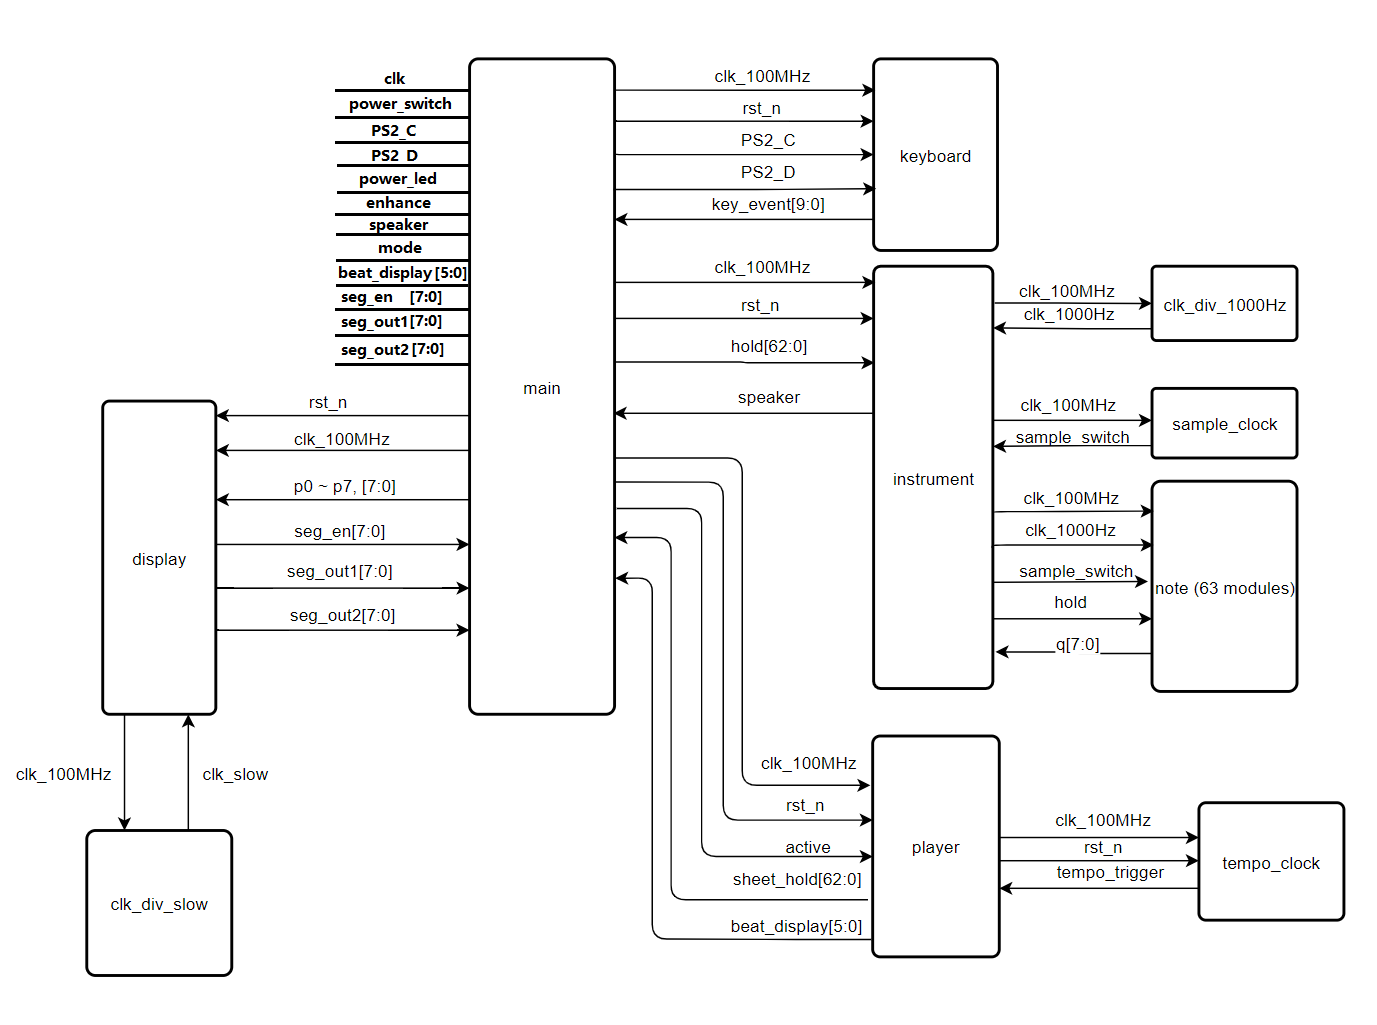 clk
power_switch
PS2_C
PS2_D
power_led
enhance
speaker
mode
beat_display [5:0]
seg_en [7:0]
seg_out1 [7:0]
seg_out2 [7:0]
main
clk_100MHz
rst_n
PS2_C
PS2_D
key_event[9:0]
keyboard
clk_100MHz
rst_n
hold[62:0]
speaker
instrument
clk_100MHz
clk_1000Hz
clk_div_1000Hz
clk_100MHz
sample_switch
sample_clock
clk_100MHz
clk_1000Hz
sample_switch
hold
q[7:0]
note (63 modules)
rst_n
clk_100MHz
p0 ~ p7, [7:0]
seg_en[7:0]
seg_out1[7:0]
seg_out2[7:0]
display
clk_100MHz
clk_slow
clk_div_slow
clk_100MHz
rst_n
active
sheet_hold[62:0]
beat_display[5:0]
player
clk_100MHz
rst_n
tempo_trigger
tempo_clock